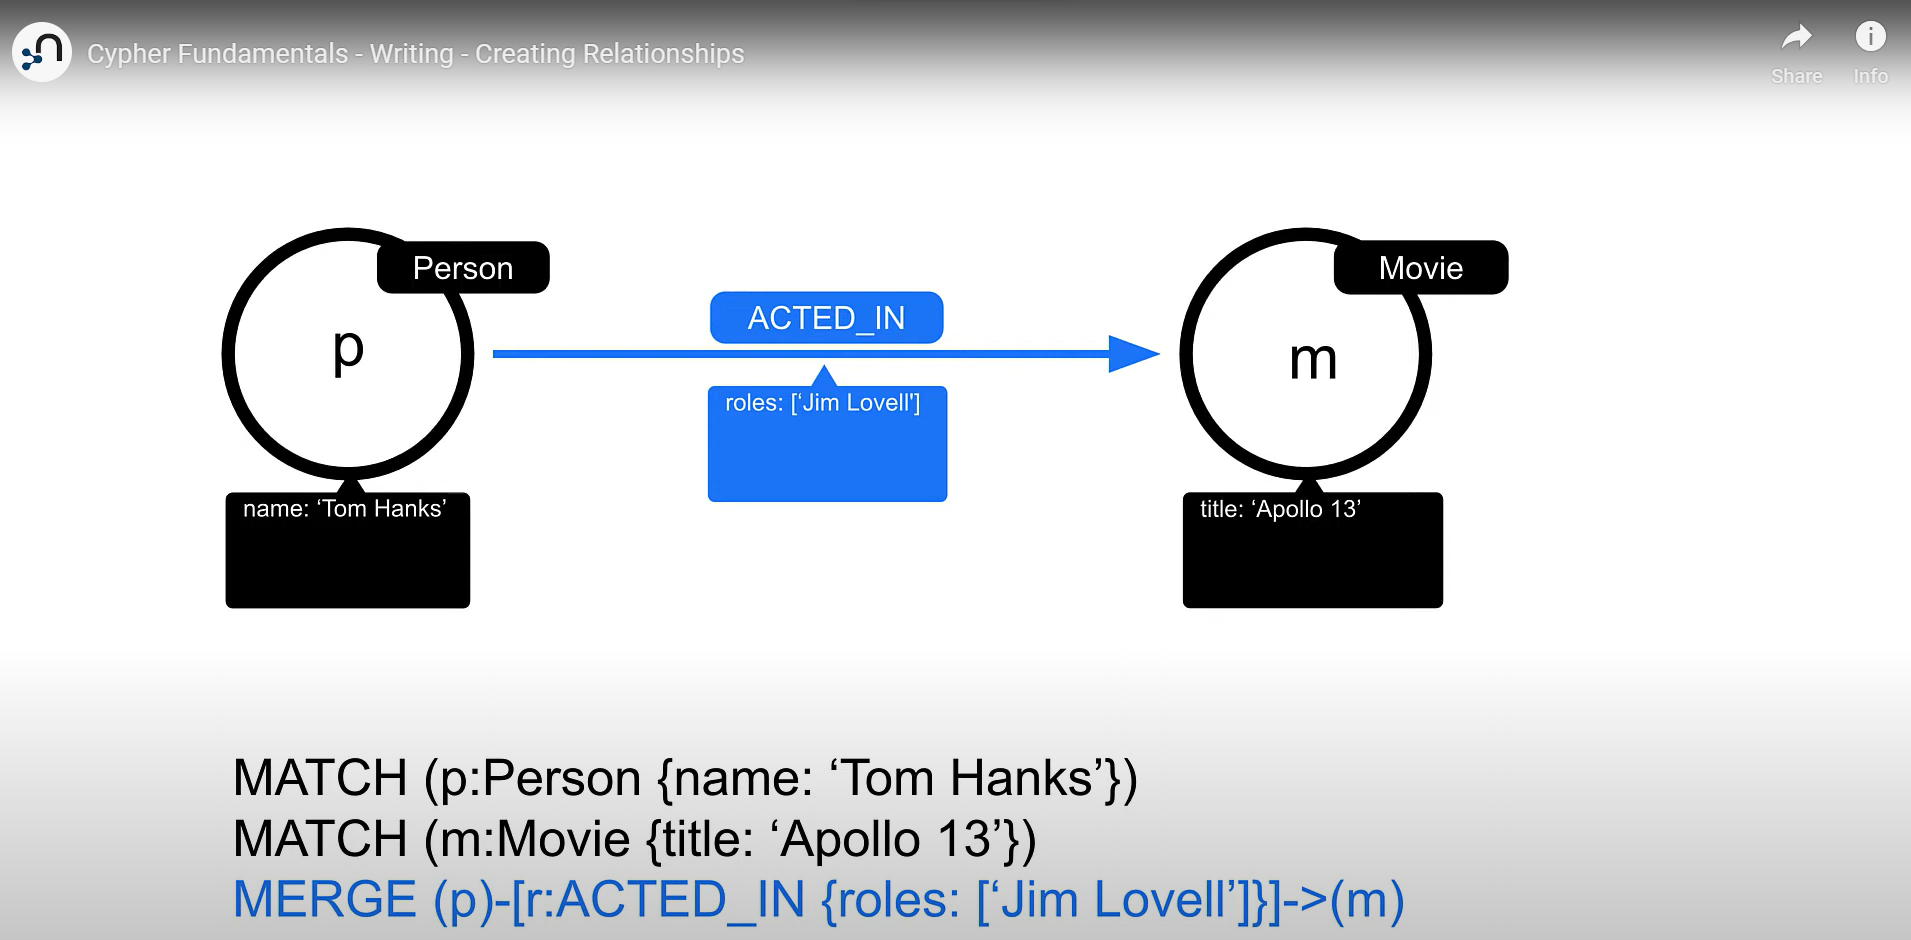 Cypher Fundamentals - Writing - Creating Relationships
Share
Info
Person
p
ACTED_IN
roles: [‘Jim Lovell']
Movie
m
name: ‘Tom Hanks’
title: ‘Apollo 13’
MATCH (p:Person {name: ‘Tom Hanks’})
MATCH (m:Movie {title: ‘Apollo 13’})
MERGE (p)-[r:ACTED_IN {roles: [‘Jim Lovell’]}]->(m)